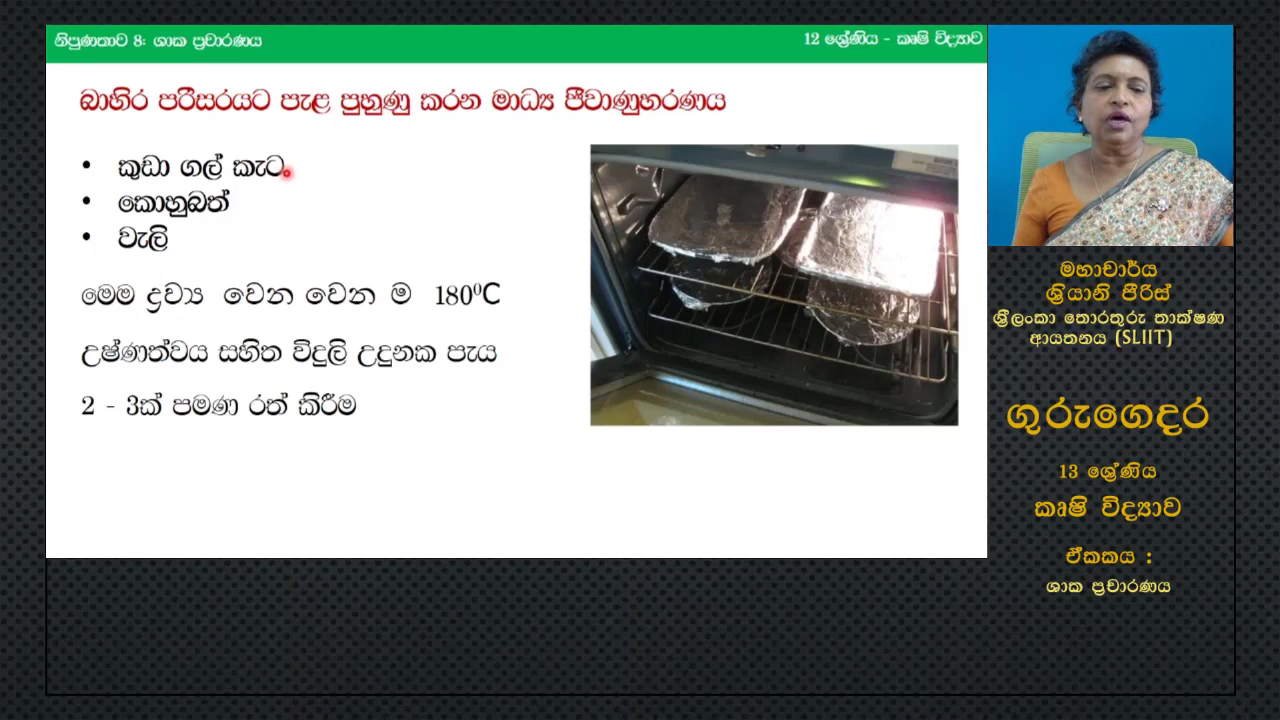 නිපුණතාව 8: ශාක ප්‍රචාරණය
12 ශ්‍රේණිය - කෘෂි විද්‍යාව
බාහිර පරිසරයට පැළ පුහුණු කරන මාධ්‍ය ජීවාණුහරණය
• කුඩා ගල් කැට
• කොහුබත්
• වැලි
මෙම ද්‍රව්‍ය වෙන වෙන ම 180⁰C
උෂ්ණත්වය සහිත විදුලි උදුනක පැය
2 - 3ක් පමණ රත් කිරීම
මහාචාර්ය
ශ්‍රියානි පීරිස්
ශ්‍රීලංකා තොරතුරු තාක්ෂණ
ආයතනය (SLIIT)
ගුරුගෙදර
13 ශ්‍රේණිය
කෘෂි විද්‍යාව
ඒකකය :
ශාක ප්‍රචාරණය